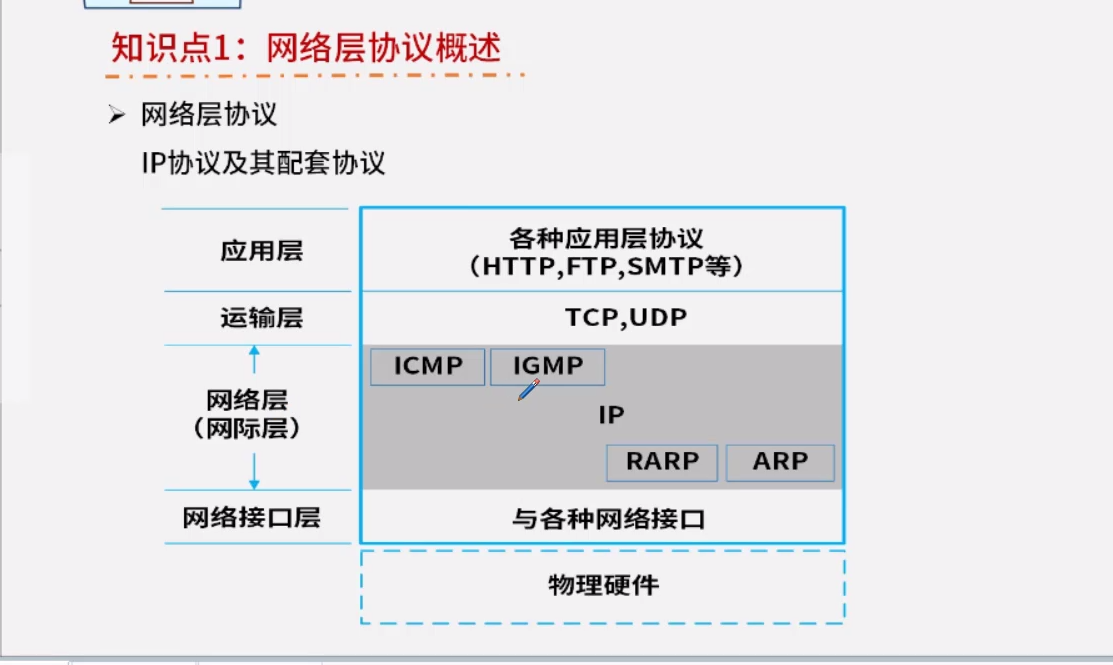 知识点1：网络层协议概述
网络层协议
IP协议及其配套协议
应用层
各种应用层协议
（HTTP,FTP,SMTP等）
运输层
TCP,UDP
网络层
（网际层）
ICMP
IGMP
IP
RARP
ARP
网络接口层
与各种网络接口
物理硬件